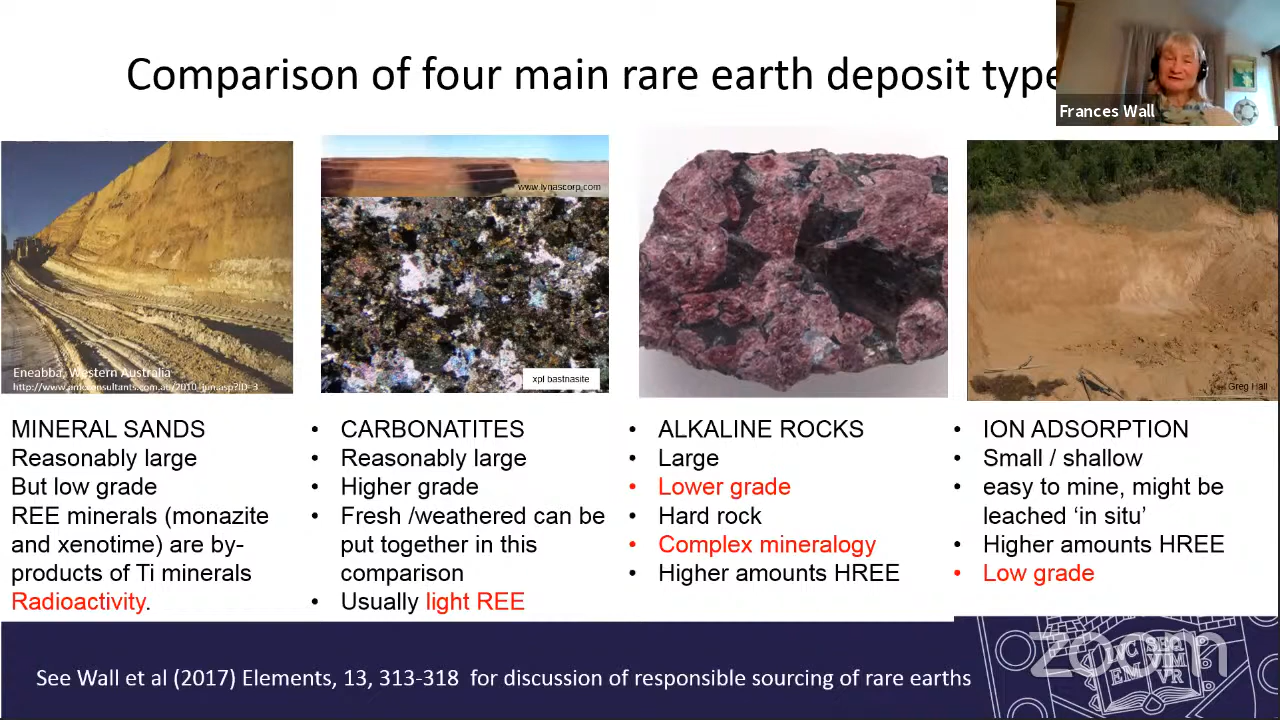 Comparison of four main rare earth deposit type
Frances Wall
Eneabba, Western Australia
www.lynascorp.com
xpl bastnasite
Greg Hall
MINERAL SANDS
Reasonably large
But low grade
REE minerals (monazite
and xenotime) are by-
products of Ti minerals
Radioactivity.
• CARBONATITES
• Reasonably large
• Higher grade
• Fresh /weathered can be
put together in this
comparison
• Usually light REE
• ALKALINE ROCKS
• Large
• Lower grade
• Hard rock
• Complex mineralogy
• Higher amounts HREE
• ION ADSORPTION
• Small / shallow
• easy to mine, might be
leached ‘in situ’
• Higher amounts HREE
• Low grade
See Wall et al (2017) Elements, 13, 313-318 for discussion of responsible sourcing of rare earths
zoom
LVC SEQ
EM VIM
VR